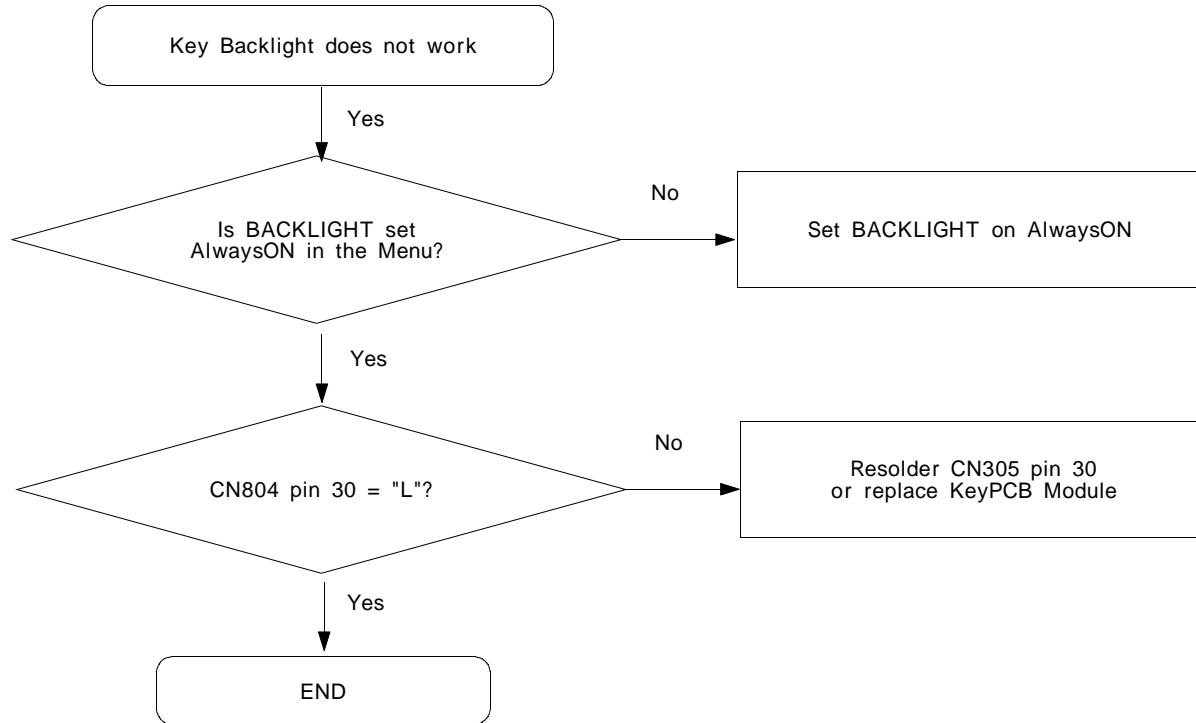 Key Backlight does not work
Yes
Is BACKLIGHT set
AlwaysON in the Menu?
No
Set BACKLIGHT on AlwaysON
Yes
CN804 pin 30 = "L"?
No
Resolder CN305 pin 30
or replace KeyPCB Module
Yes
END